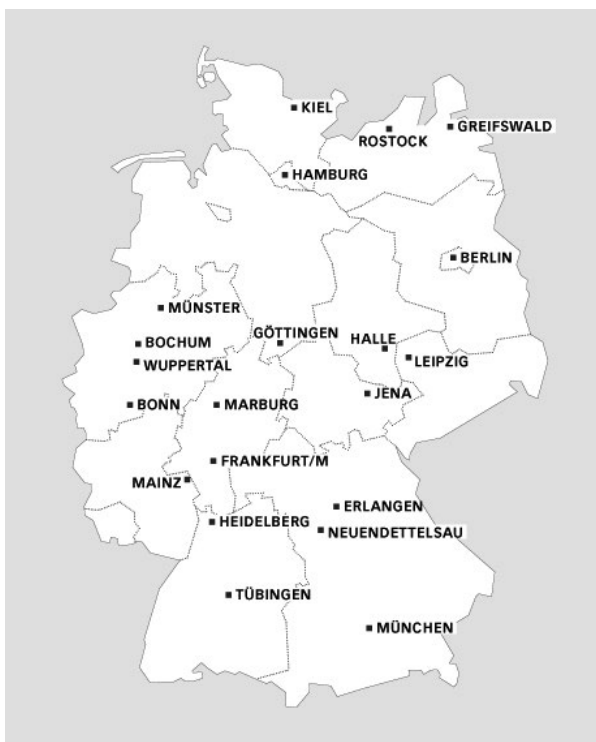 KIEL
GREIFSWALD
ROSTOCK
HAMBURG
BERLIN
MÜNSTER
GÖTTINGEN
BOCHUM
HALLE
WUPPERTAL
LEIPZIG
JENA
BONN
MARBURG
FRANKFURT/M
MAINZ
ERLANGEN
HEIDELBERG
NEUENDETTELSAU
TÜBINGEN
MÜNCHEN